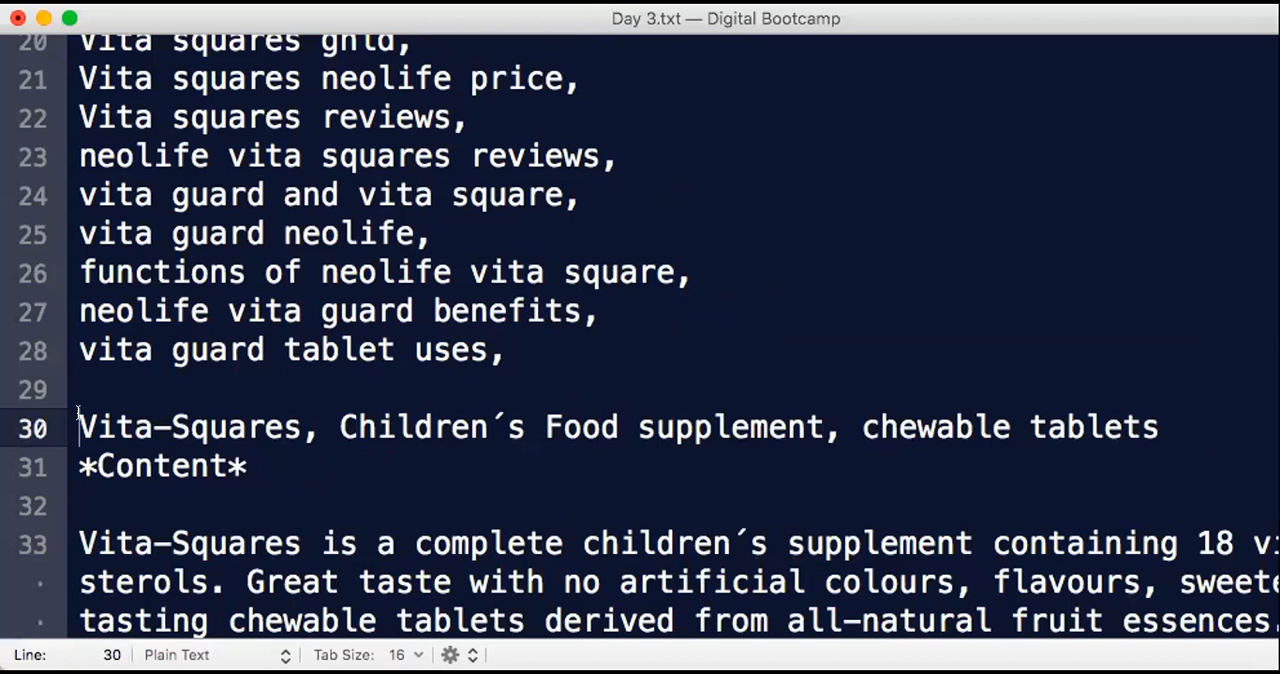 Day 3.txt — Digital Bootcamp
20 Vita squares gnld,
21 Vita squares neolife price,
22 Vita squares reviews,
23 neolife vita squares reviews,
24 vita guard and vita square,
25 vita guard neolife,
26 functions of neolife vita square,
27 neolife vita guard benefits,
28 vita guard tablet uses,
29
30 Vita-Squares, Children´s Food supplement, chewable tablets
31 *Content*
32
33 Vita-Squares is a complete children´s supplement containing 18
sterols. Great taste with no artificial colours, flavours,
tasting chewable tablets derived from all-natural fruit essences.
Line: 30 Plain Text Tab Size: 16